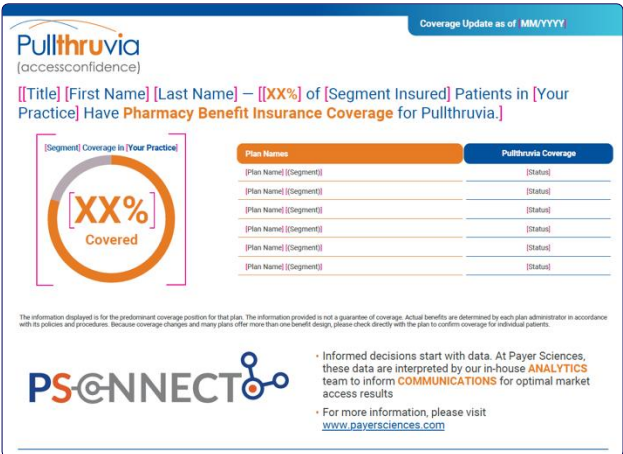 Coverage Update as of [MM/YYYY]
Pullthruvia
(accessconfidence)
[[Title] [First Name] [Last Name] — [[XX%] of [Segment Insured] Patients in [Your
Practice] Have Pharmacy Benefit Insurance Coverage for Pullthruvia.]
[Segment] Coverage in [Your Practice]
[XX%]
Covered
Plan Names Pullthruvia Coverage
[Plan Name] [(Segment)] [Status]
[Plan Name] [(Segment)] [Status]
[Plan Name] [(Segment)] [Status]
[Plan Name] [(Segment)] [Status]
[Plan Name] [(Segment)] [Status]
[Plan Name] [(Segment)] [Status]
The information displayed is for the predominant coverage position for that plan. The information provided is not a guarantee of coverage. Actual benefits are determined by each plan administrator in accordance
with its policies and procedures. Because coverage changes and many plans offer more than one benefit design, please check directly with the plan to confirm coverage for individual patients.
PS-CONNECT
• Informed decisions start with data. At Payer Sciences,
these data are interpreted by our in-house ANALYTICS
team to inform COMMUNICATIONS for optimal market
access results
• For more information, please visit
www.payersciences.com